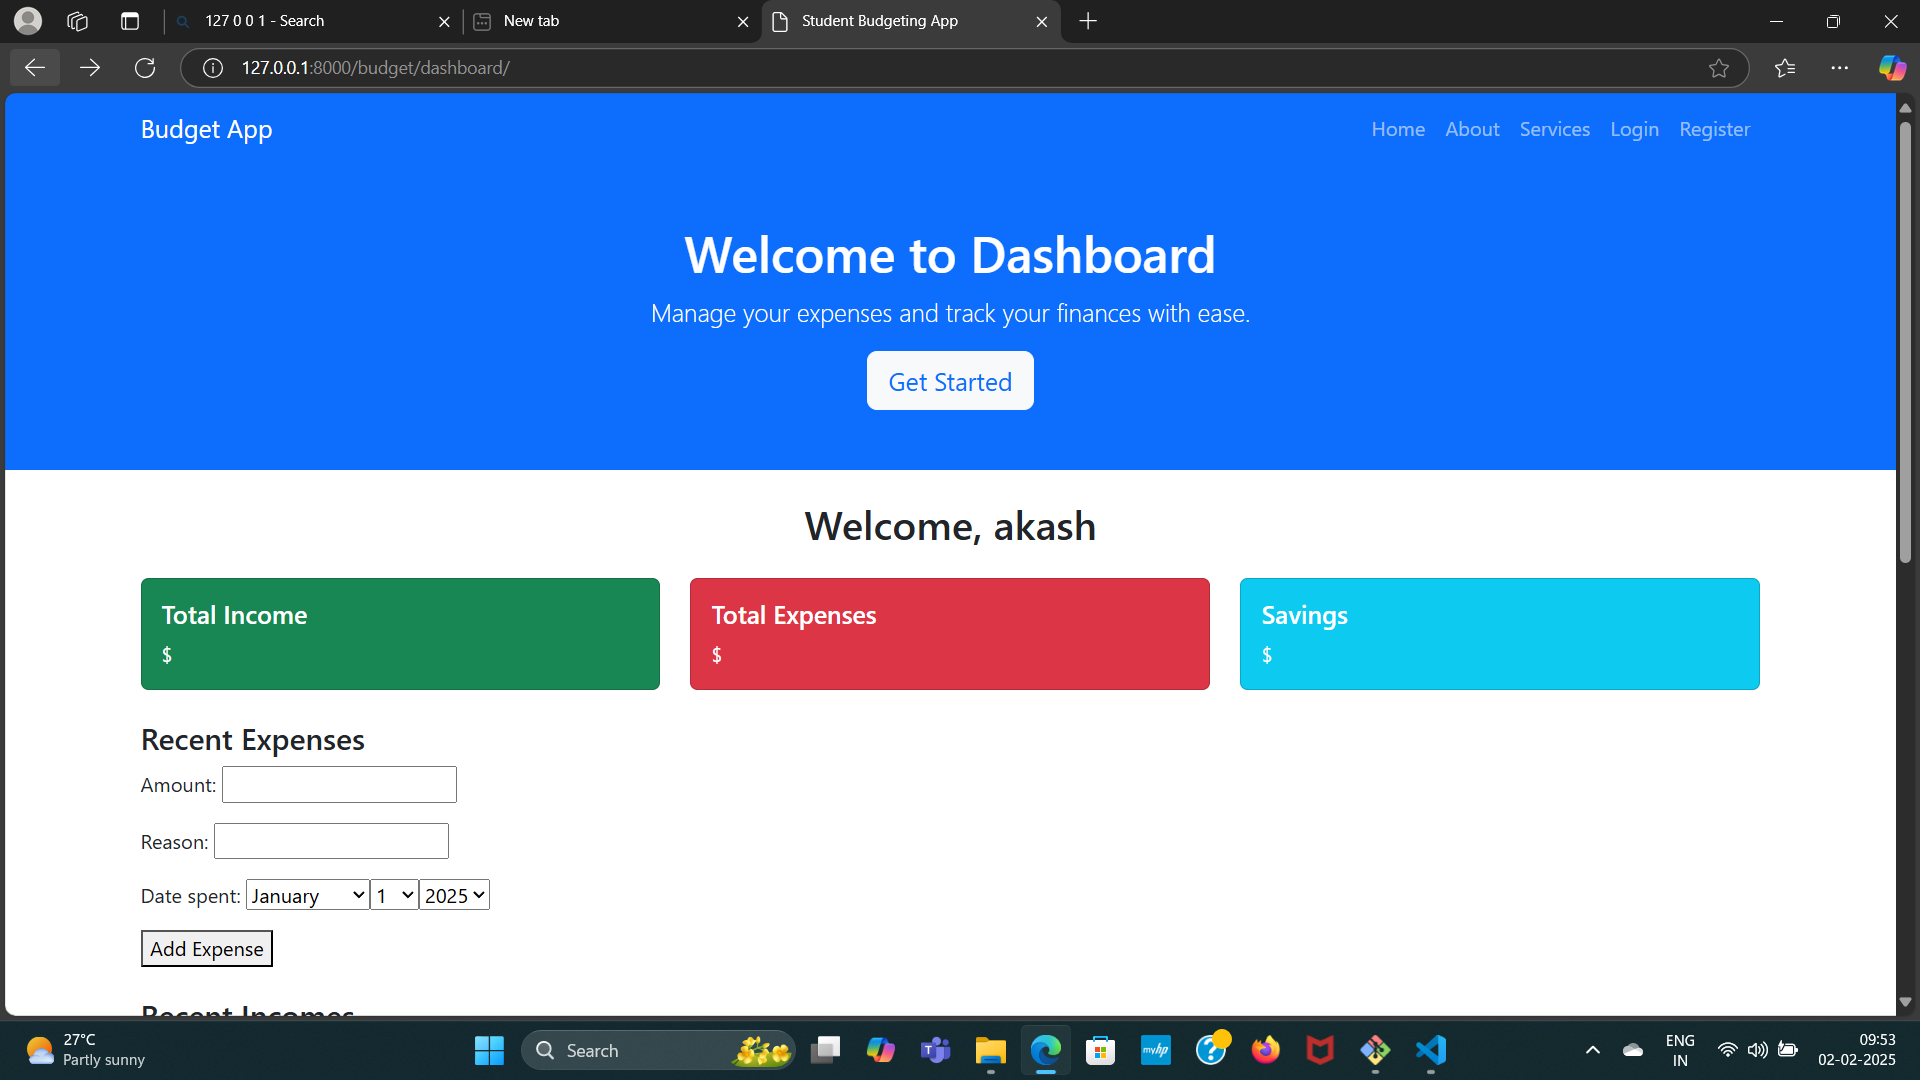 127 0 0 1 - Search
New tab
Student Budgeting App
127.0.0.1:8000/budget/dashboard/
Budget App
Home About Services Login Register
Welcome to Dashboard
Manage your expenses and track your finances with ease.
Get Started
Welcome, akash
Total Income
$
Total Expenses
$
Savings
$
Recent Expenses
Amount:
Reason:
Date spent: January 1 2025
Add Expense
Recent Incomes
27°C
Partly sunny
Search
myhp
ENG
IN
09:53
02-02-2025